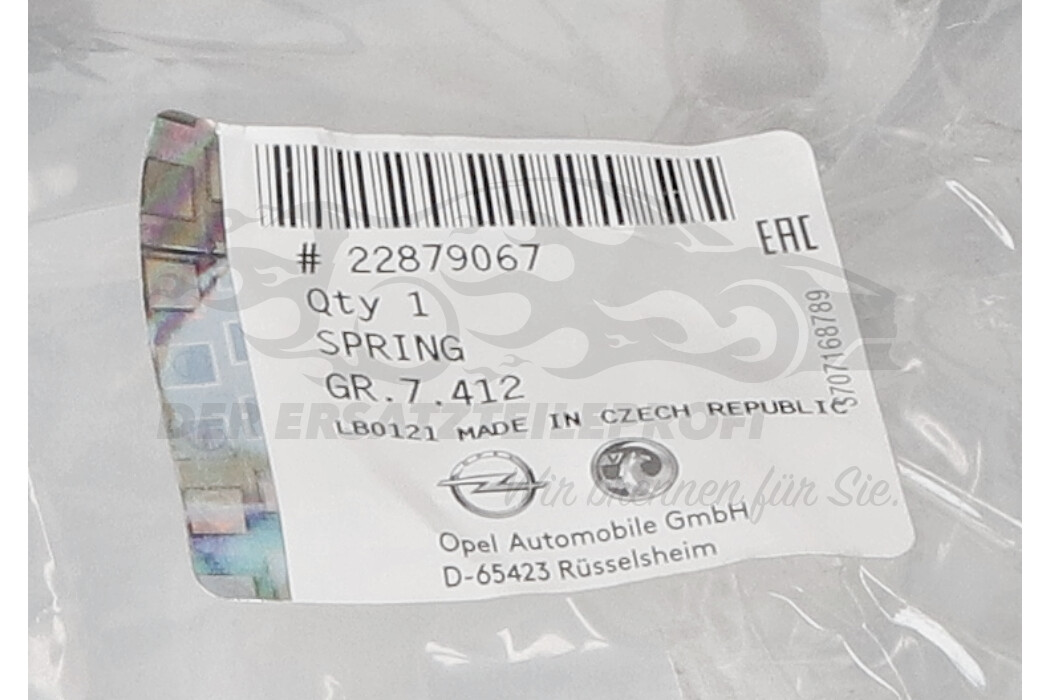 # 22879067
EAC
Qty 1
SPRING
GR.7.412
3707168789
LB0121 MADE IN CZECH REPUBLIC
DER ERSATZTEILEPROFI
Wir brennen für Sie.
Opel Automobile GmbH
D-65423 Rüsselsheim